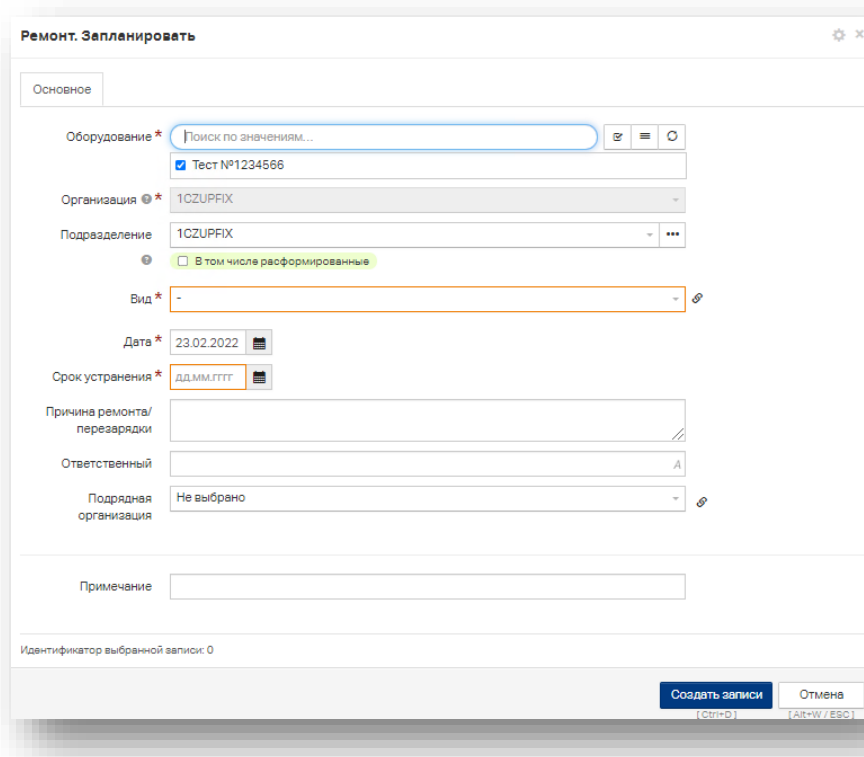 Ремонт. Запланировать
Основное
Оборудование *
Поиск по значениям...
Тест №1234566
Организация *
1CZUPFIX
Подразделение
1CZUPFIX
В том числе расформированные
Вид *
-
Дата *
23.02.2022
Срок устранения *
дд.мм.гггг
Причина ремонта/
перезарядки
Ответственный
A
Подрядная
организация
Не выбрано
Примечание
Идентификатор выбранной записи: 0
Создать записи
Отмена
[Ctrl+D]
[Alt+W / ESC]